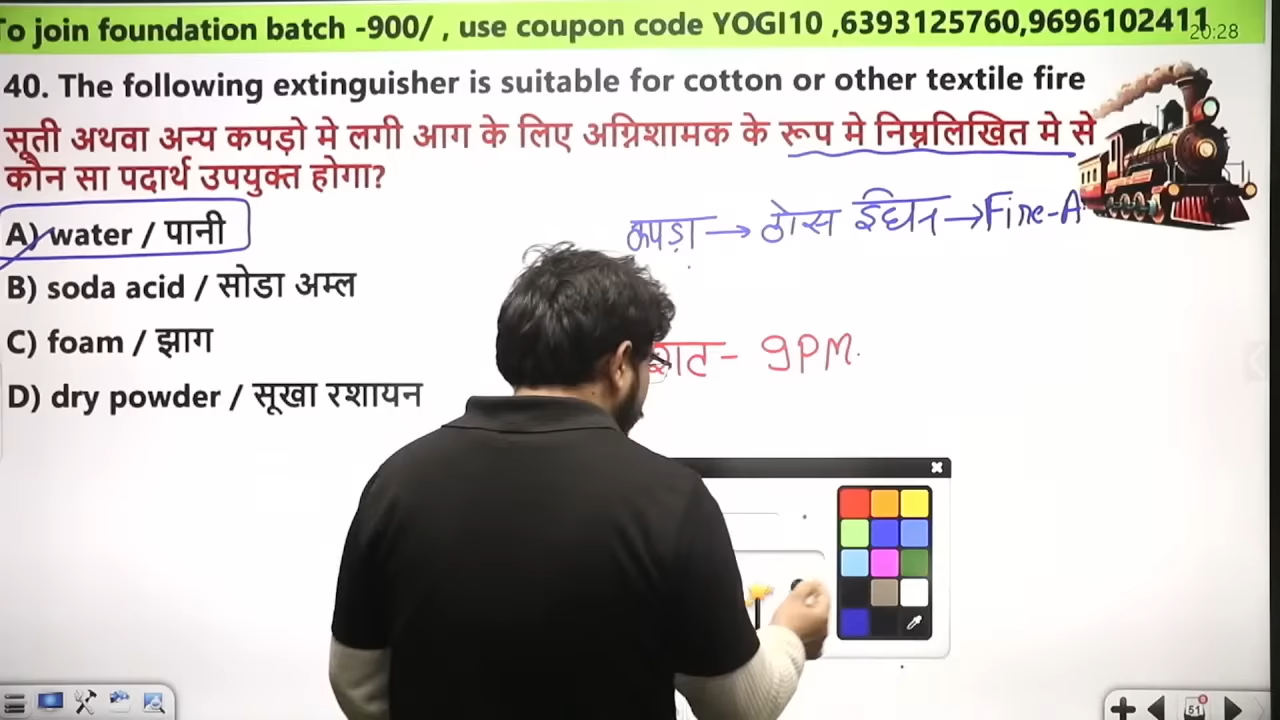 To join foundation batch -900/ , use coupon code YOGI10 ,6393125760,9696102411
20:28
40. The following extinguisher is suitable for cotton or other textile fire
सूती अथवा अन्य कपड़ो मे लगी आग के लिए अग्निशामक के रूप मे निम्नलिखित मे से
कौन सा पदार्थ उपयुक्त होगा?
A) water / पानी
कपड़ा → ठोस ईंधन → Fire-A
B) soda acid / सोडा अम्ल
C) foam / झाग
9PM
D) dry powder / सूखा रशायन
51